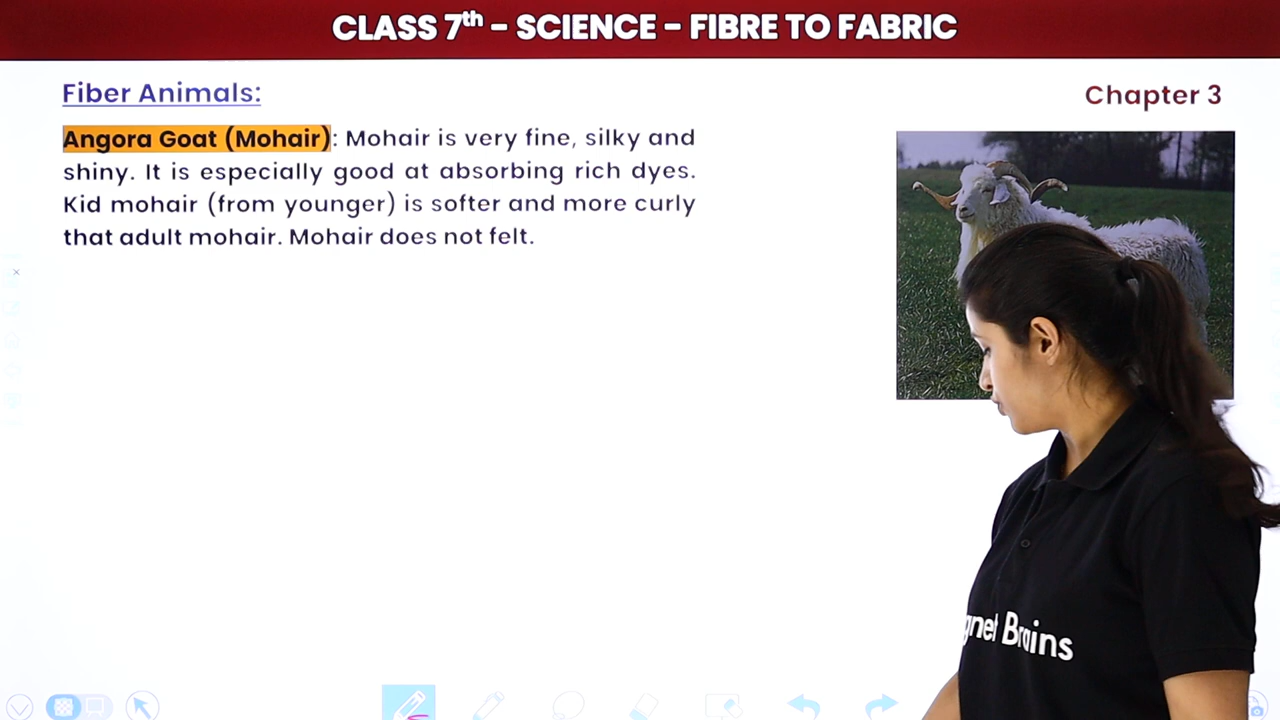 CLASS 7th – SCIENCE – FIBRE TO FABRIC
Fiber Animals:
Chapter 3
Angora Goat (Mohair): Mohair is very fine, silky and
shiny. It is especially good at absorbing rich dyes.
Kid mohair (from younger) is softer and more curly
that adult mohair. Mohair does not felt.
gnet Brains